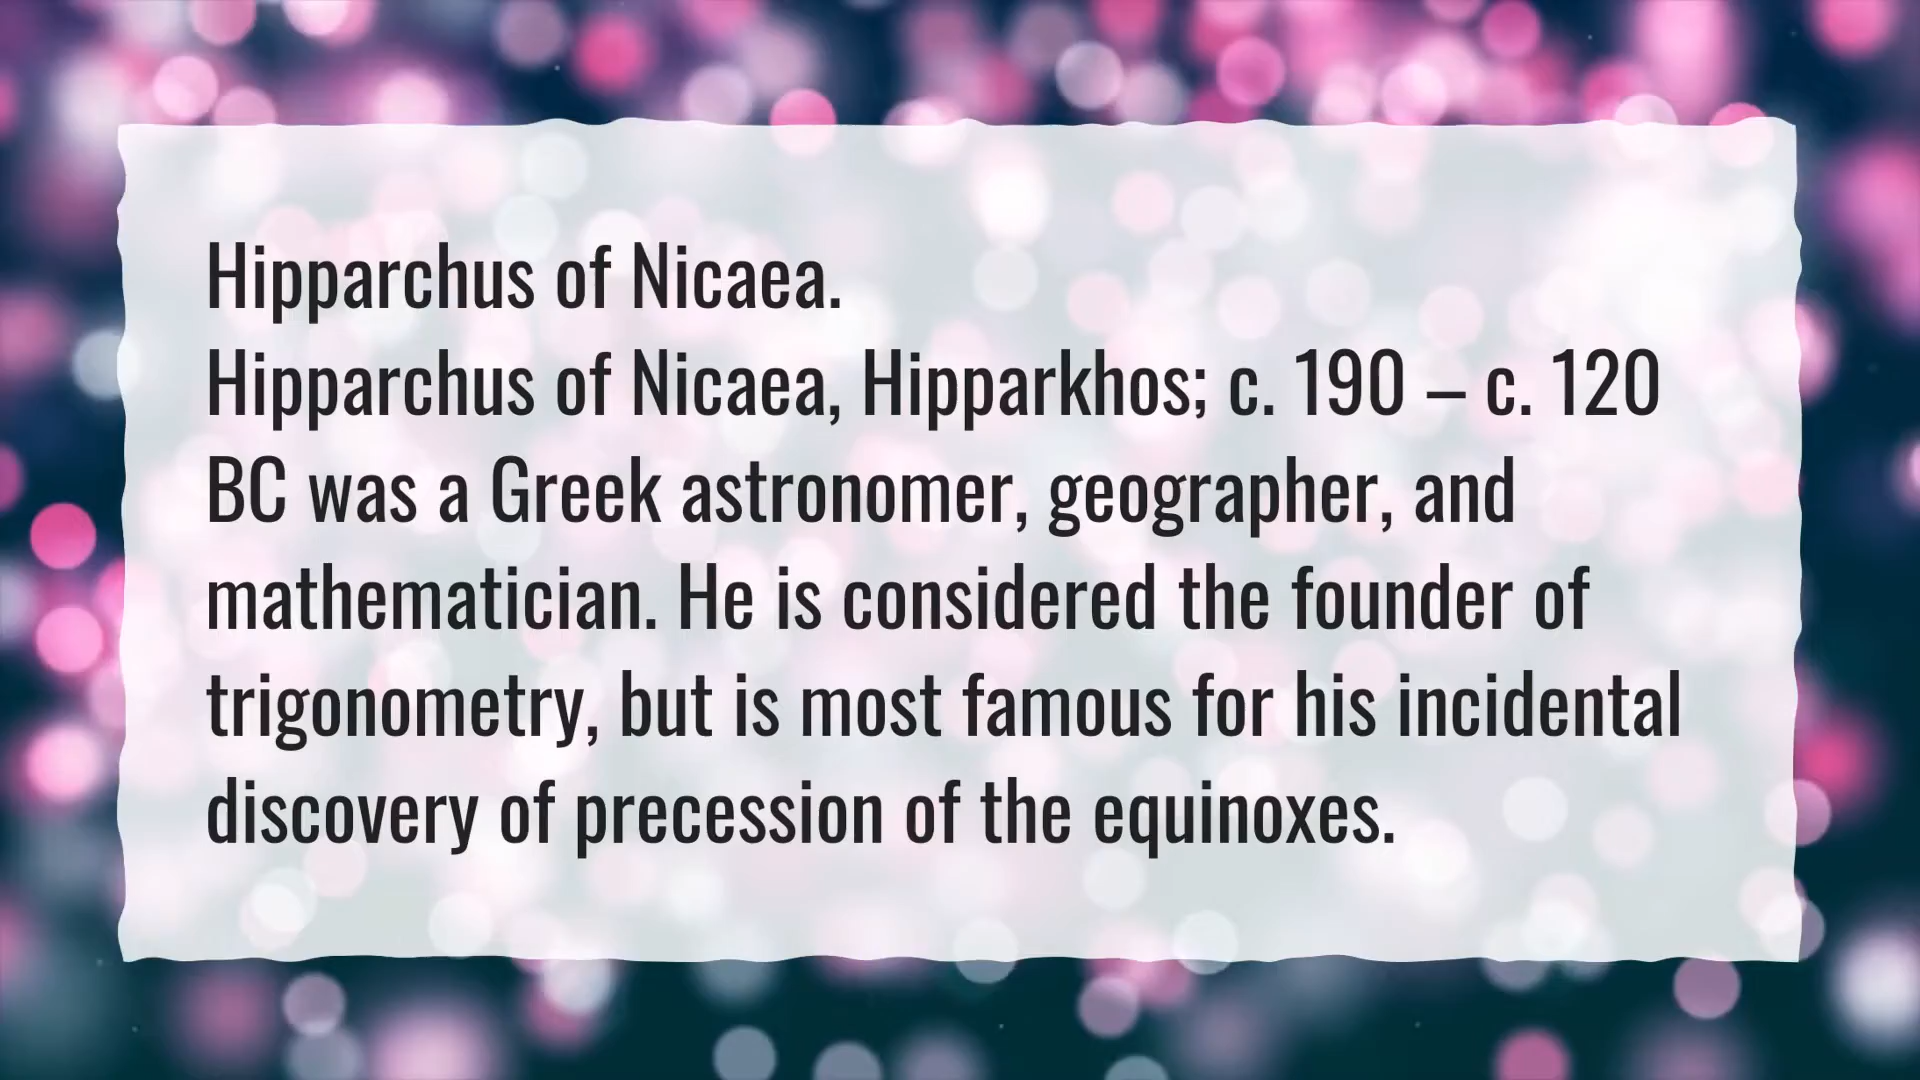 Hipparchus of Nicaea.
Hipparchus of Nicaea, Hipparkhos; c. 190 – c. 120
BC was a Greek astronomer, geographer, and
mathematician. He is considered the founder of
trigonometry, but is most famous for his incidental
discovery of precession of the equinoxes.